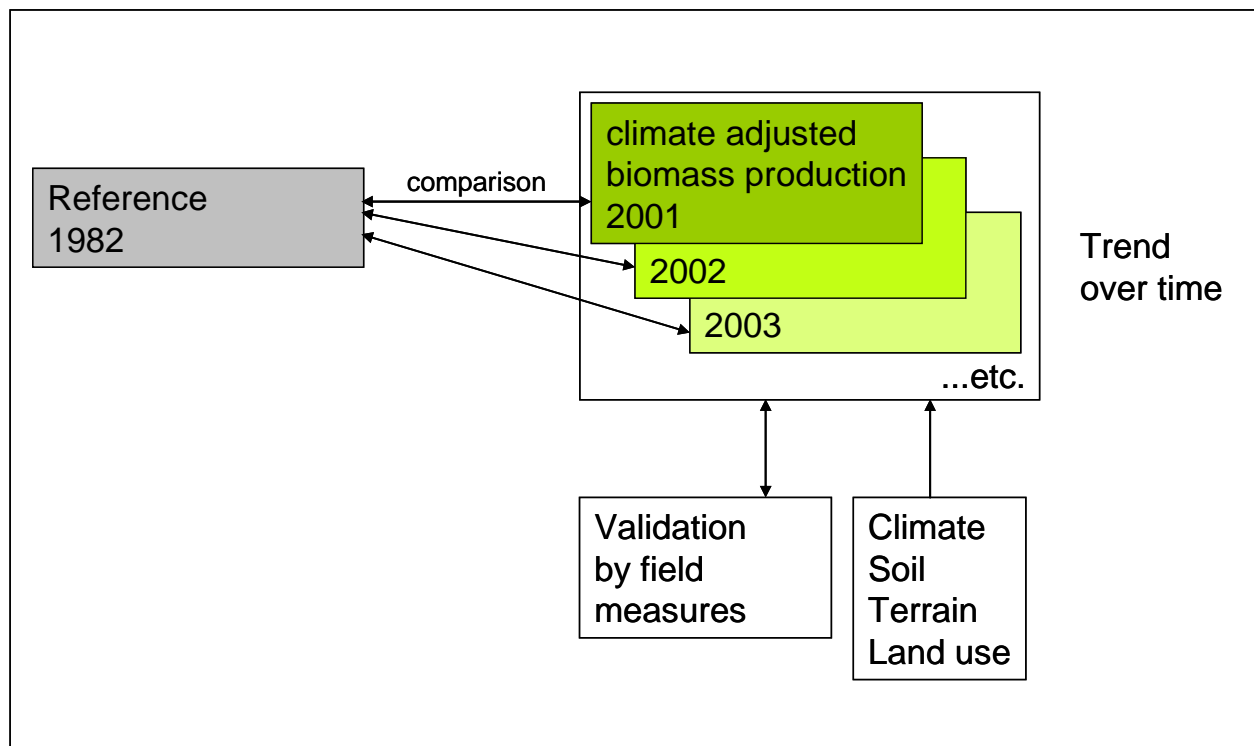 Reference
1982
comparison
climate adjusted
biomass production
2001
2002
2003
...etc.
Trend
over time
Validation
by field
measures
Climate
Soil
Terrain
Land use